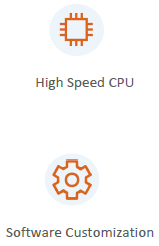 High Speed CPU
Software Customization